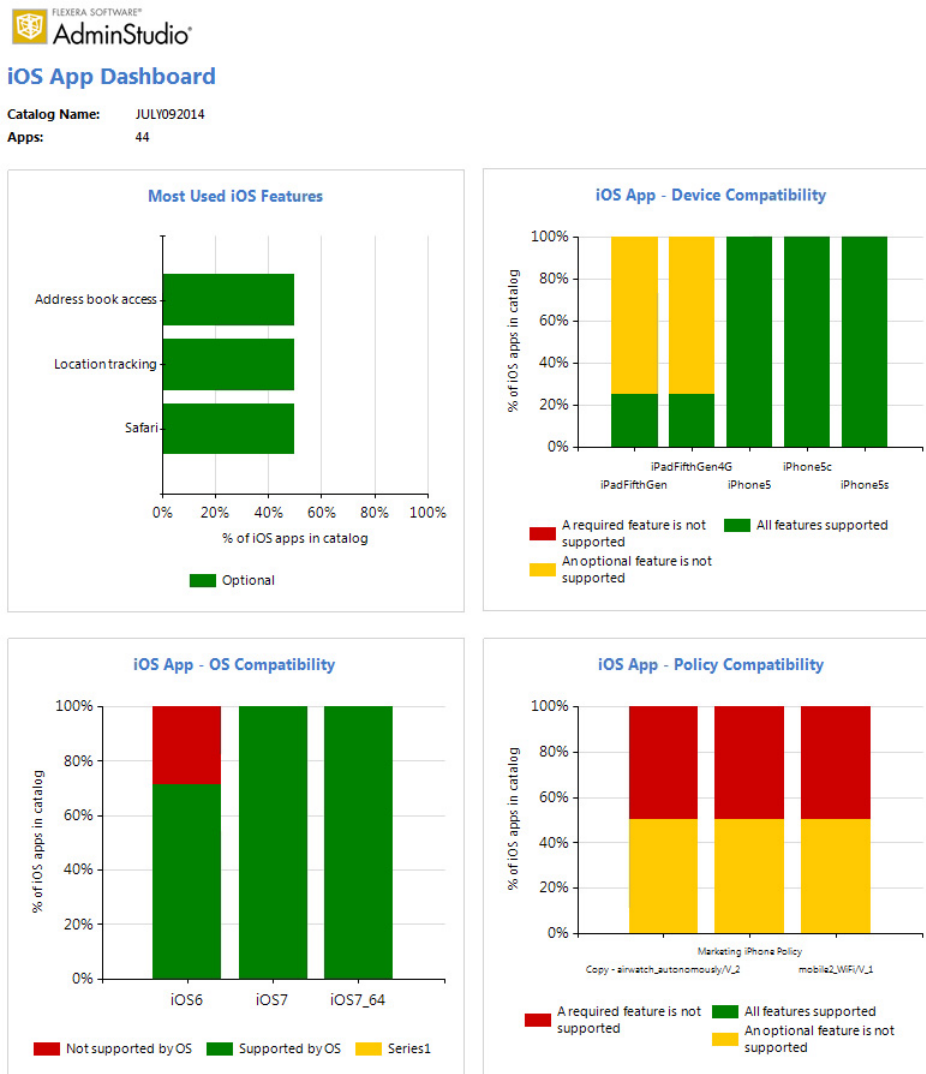 FLEXERA SOFTWARE®
AdminStudio®
iOS App Dashboard
Catalog Name: JULY092014
Apps: 44
Most Used iOS Features
Address book access
Location tracking
Safari
0% 20% 40% 60% 80% 100%
% of iOS apps in catalog
Optional
iOS App - Device Compatibility
100%
80%
60%
40%
20%
0%
% of iOS apps in catalog
iPadFifthGen4G iPhone5c
iPadFifthGen iPhone5 iPhone5s
A required feature is not
supported
All features supported
An optional feature is not
supported
iOS App - OS Compatibility
100%
80%
60%
40%
20%
0%
% of iOS apps in catalog
iOS6 iOS7 iOS7_64
Not supported by OS Supported by OS Series1
iOS App - Policy Compatibility
100%
80%
60%
40%
20%
0%
% of iOS apps in catalog
Marketing iPhone Policy
Copy - airwatch_autonomously/V_2 mobile2_WiFi/V_1
A required feature is not
supported
All features supported
An optional feature is not
supported